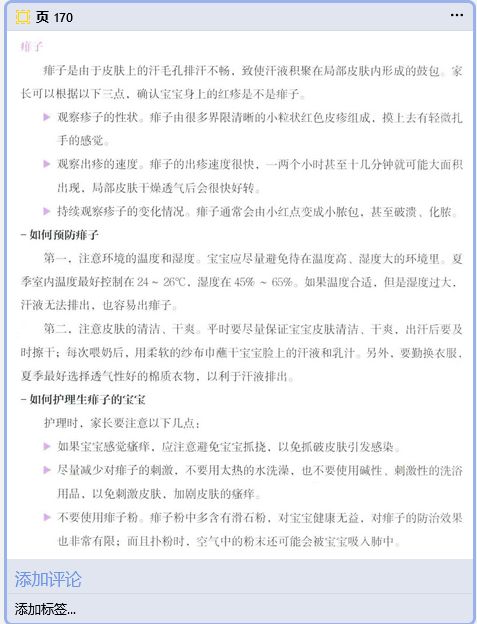 页 170
痱子
痱子是由于皮肤上的汗毛孔排汗不畅，致使汗液积聚在局部皮肤内形成的鼓包。家
长可以根据以下三点，确认宝宝身上的红疹是不是痱子。
▶ 观察疹子的性状。痱子由很多界限清晰的小粒状红色皮疹组成，摸上去有轻微扎
手的感觉。
▶ 观察出疹的速度。痱子的出疹速度很快，一两个小时甚至十几分钟就可能大面积
出现，局部皮肤干燥透气后会很快好转。
▶ 持续观察疹子的变化情况。痱子通常会由小红点变成小脓包，甚至破溃、化脓。
– 如何预防痱子
第一，注意环境的温度和湿度。宝宝应尽量避免待在温度高、湿度大的环境里。夏
季室内温度最好控制在 24 ~ 26℃，湿度在 45% ~ 65%。如果温度合适，但是湿度过大，
汗液无法排出，也容易出痱子。
第二，注意皮肤的清洁、干爽。平时要尽量保证宝宝皮肤清洁、干爽，出汗后要及
时擦干；每次喂奶后，用柔软的纱布巾蘸干宝宝脸上的汗液和乳汁。另外，要勤换衣服，
夏季最好选择透气性好的棉质衣物，以利于汗液排出。
– 如何护理生痱子的宝宝
护理时，家长要注意以下几点：
▶ 如果宝宝感觉瘙痒，应注意避免宝宝抓挠，以免抓破皮肤引发感染。
▶ 尽量减少对痱子的刺激，不要用太热的水洗澡，也不要使用碱性、刺激性的洗浴
用品，以免刺激皮肤，加剧皮肤的瘙痒。
▶ 不要使用痱子粉。痱子粉中多含有滑石粉，对宝宝健康无益，对痱子的防治效果
也非常有限；而且扑粉时，空气中的粉末还可能会被宝宝吸入肺中。
添加评论
添加标签...